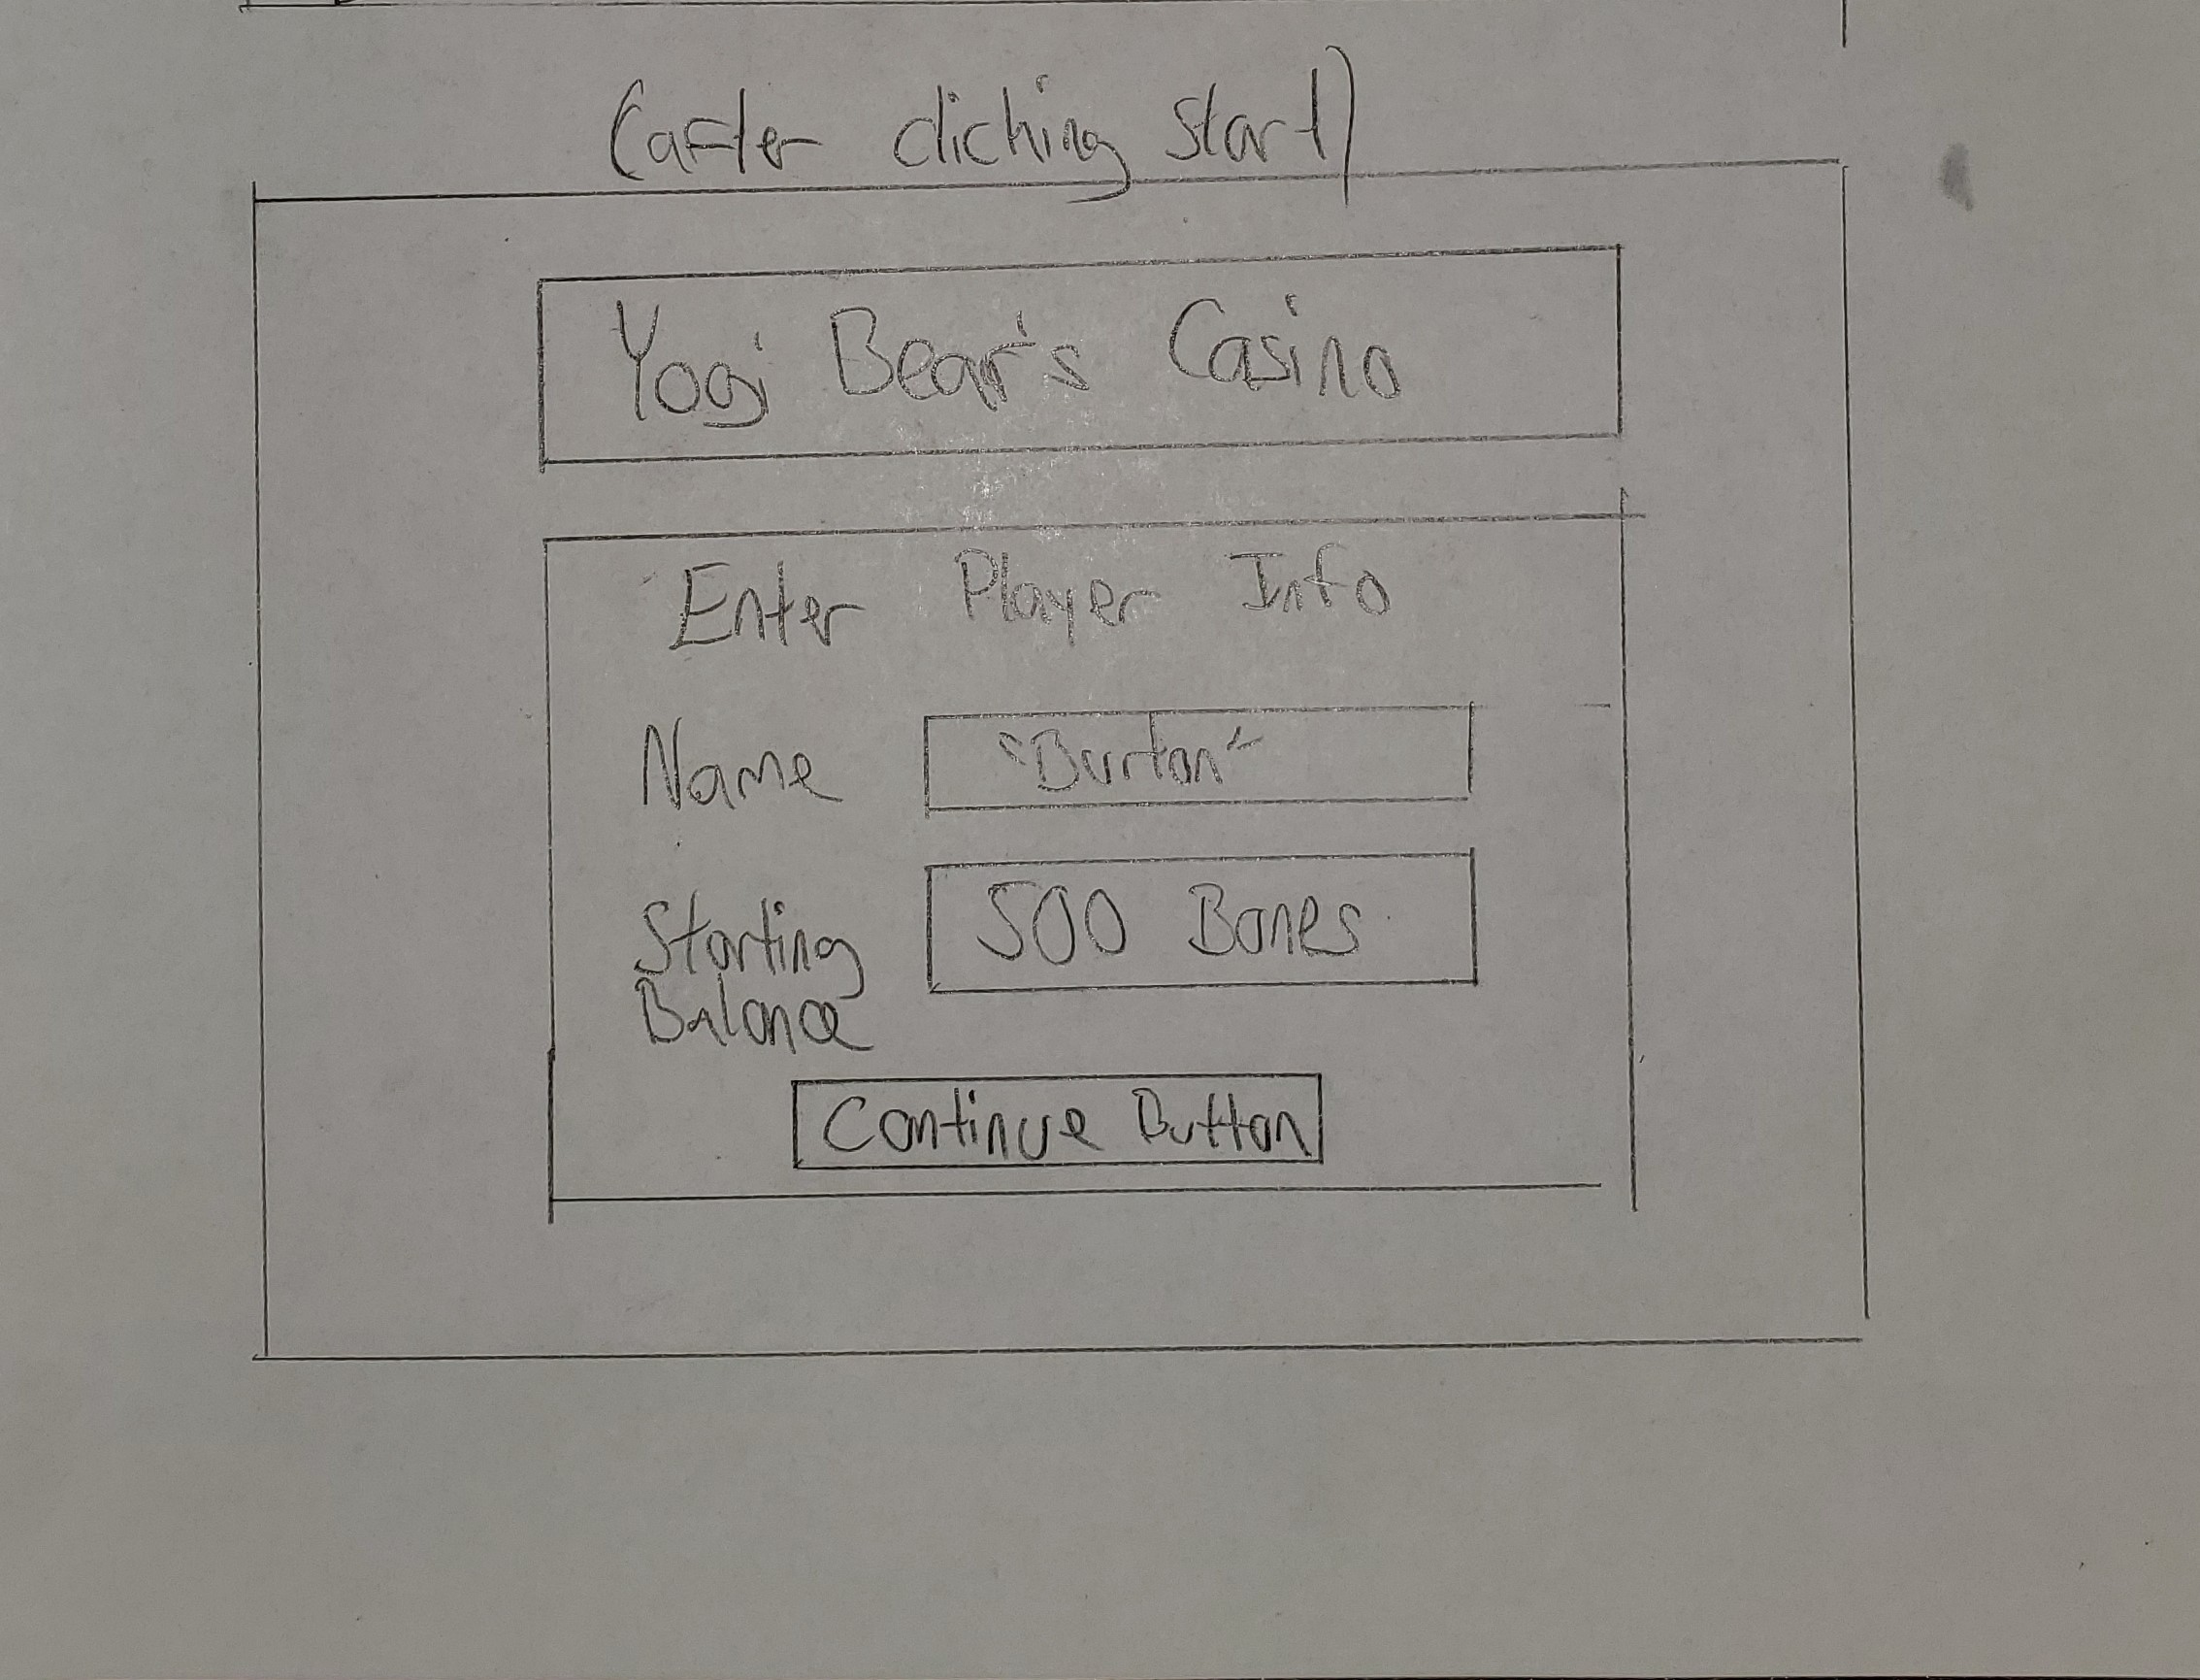 (after clicking start)
Yogi Bear's Casino
Enter Player Info
Name "Burton"
Starting 500 Bones
Balance
Continue Button